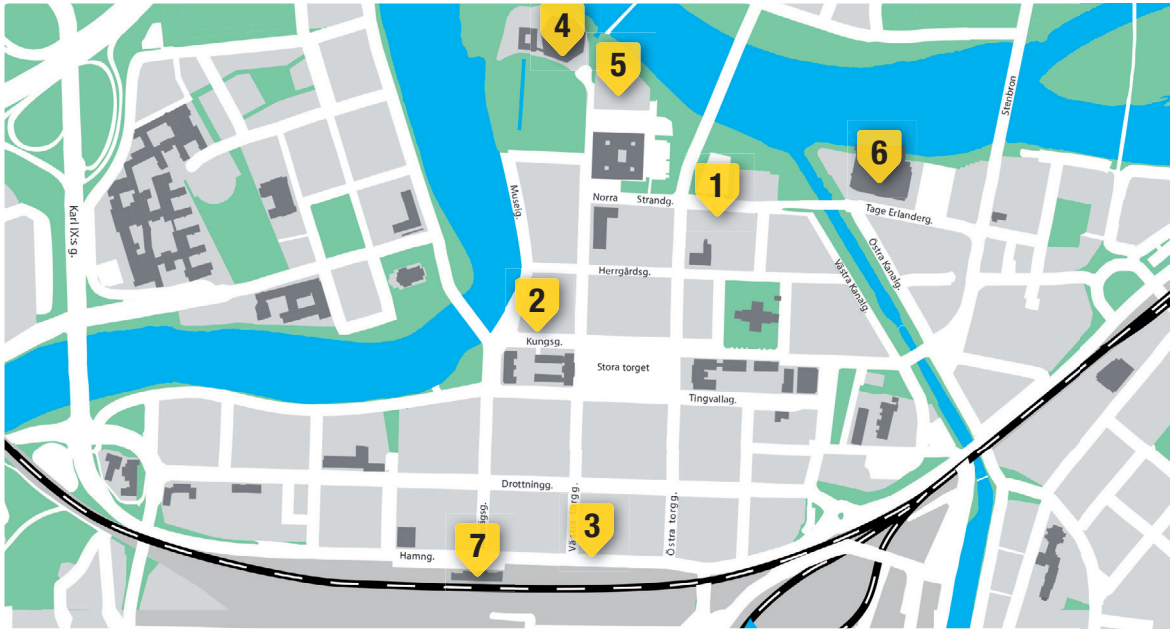 4
5
Stenbron
6
1
Museig.
Karl IX:s g.
Norra Strandg.
Tage Erlanderg.
Östra Kanalg.
Västra Kanalg.
Herrgårdsg.
2
Kungsg.
Stora torget
Tingvallag.
Drottningg.
3
Östra torgg.
7
Hamng.